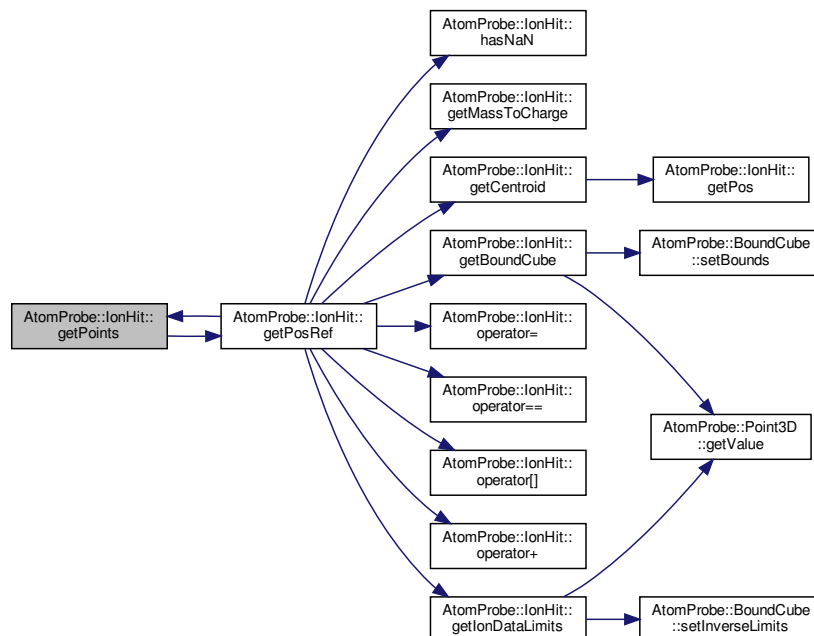 AtomProbe::IonHit::
hasNaN
AtomProbe::IonHit::
getMassToCharge
AtomProbe::IonHit::
getCentroid
AtomProbe::IonHit::
getPos
AtomProbe::IonHit::
getBoundCube
AtomProbe::BoundCube
::setBounds
AtomProbe::IonHit::
getPoints
AtomProbe::IonHit::
getPosRef
AtomProbe::IonHit::
operator=
AtomProbe::IonHit::
operator==
AtomProbe::Point3D
::getValue
AtomProbe::IonHit::
operator[]
AtomProbe::IonHit::
operator+
AtomProbe::IonHit::
getIonDataLimits
AtomProbe::BoundCube
::setInverseLimits